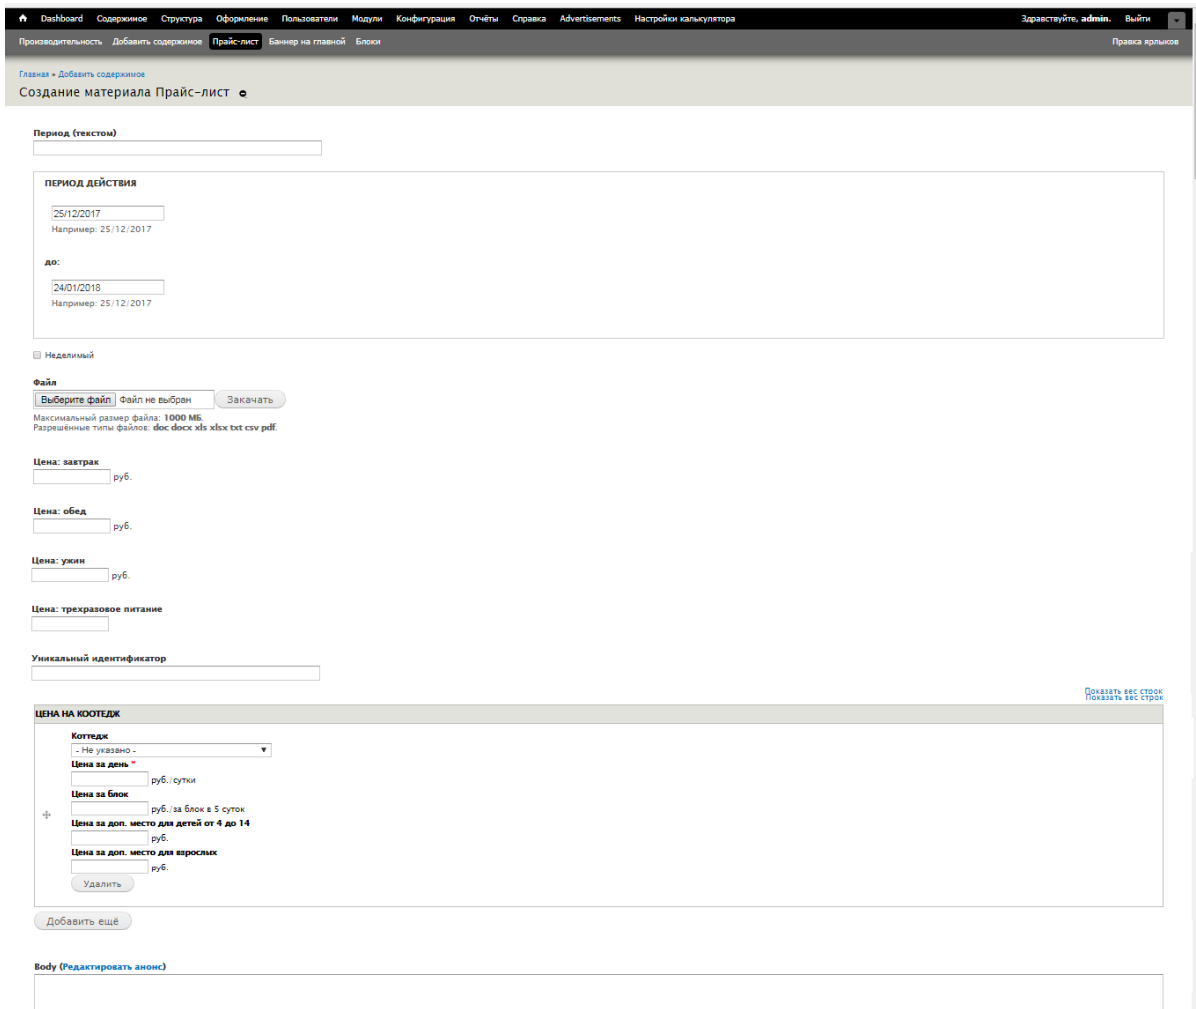 Dashboard Содержимое Структура Оформление Пользователи Модули Конфигурация Отчёты Справка Advertisements Настройки калькулятора Здравствуйте, admin. Выйти
Производительность Добавить содержимое Прайс-лист Баннер на главной Блоки Правка ярлыков
Главная » Добавить содержимое
Создание материала Прайс-лист
Период (текстом)
ПЕРИОД ДЕЙСТВИЯ
25/12/2017
Например: 25/12/2017
до:
24/01/2018
Например: 25/12/2017
Неделимый
Файл
Выберите файл Файл не выбран Закачать
Максимальный размер файла: 1000 МБ.
Разрешённые типы файлов: doc docx xls xlsx txt csv pdf.
Цена: завтрак
руб.
Цена: обед
руб.
Цена: ужин
руб.
Цена: трехразовое питание
Уникальный идентификатор
Показать вес строк
Показать вес строк
ЦЕНА НА КООТЕДЖ
Коттедж
- Не указано -
Цена за день *
руб./сутки
Цена за блок
руб./за блок в 5 суток
Цена за доп. место для детей от 4 до 14
руб.
Цена за доп. место для взрослых
руб.
Удалить
Добавить ещё
Body (Редактировать анонс)